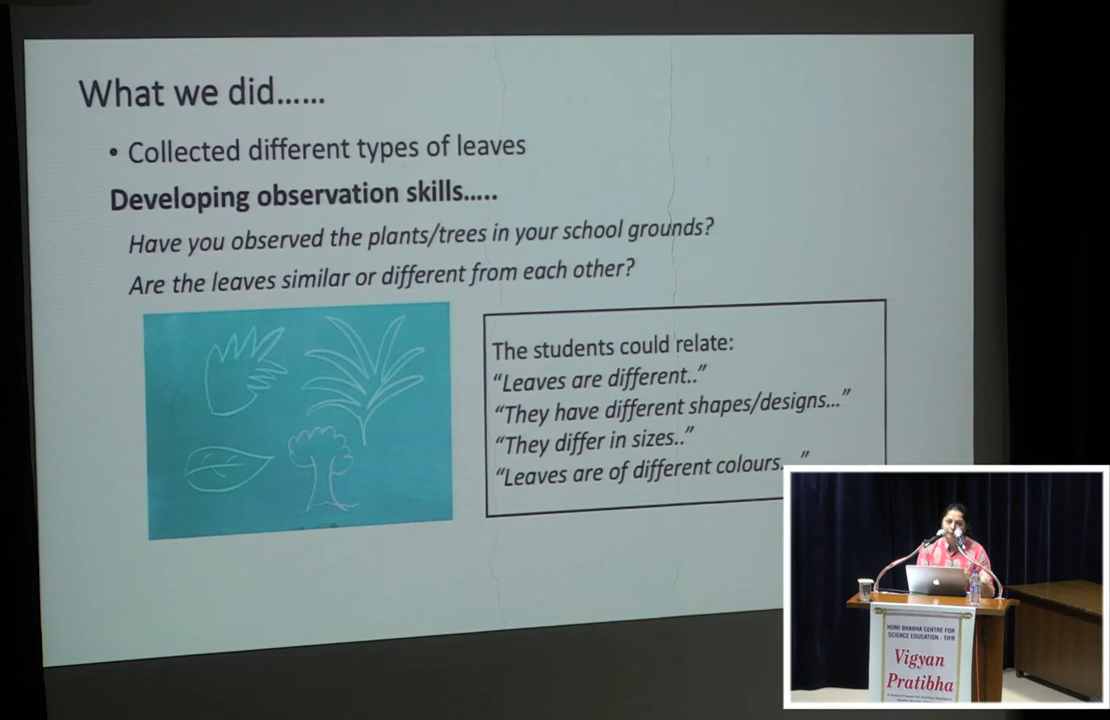 What we did......
• Collected different types of leaves
Developing observation skills.....
Have you observed the plants/trees in your school grounds?
Are the leaves similar or different from each other?
The students could relate:
“Leaves are different..”
“They have different shapes/designs...”
“They differ in sizes..”
“Leaves are of different colours. ”
HOMI BHABHA CENTRE FOR
SCIENCE EDUCATION - TIFR
Vigyan
Pratibha